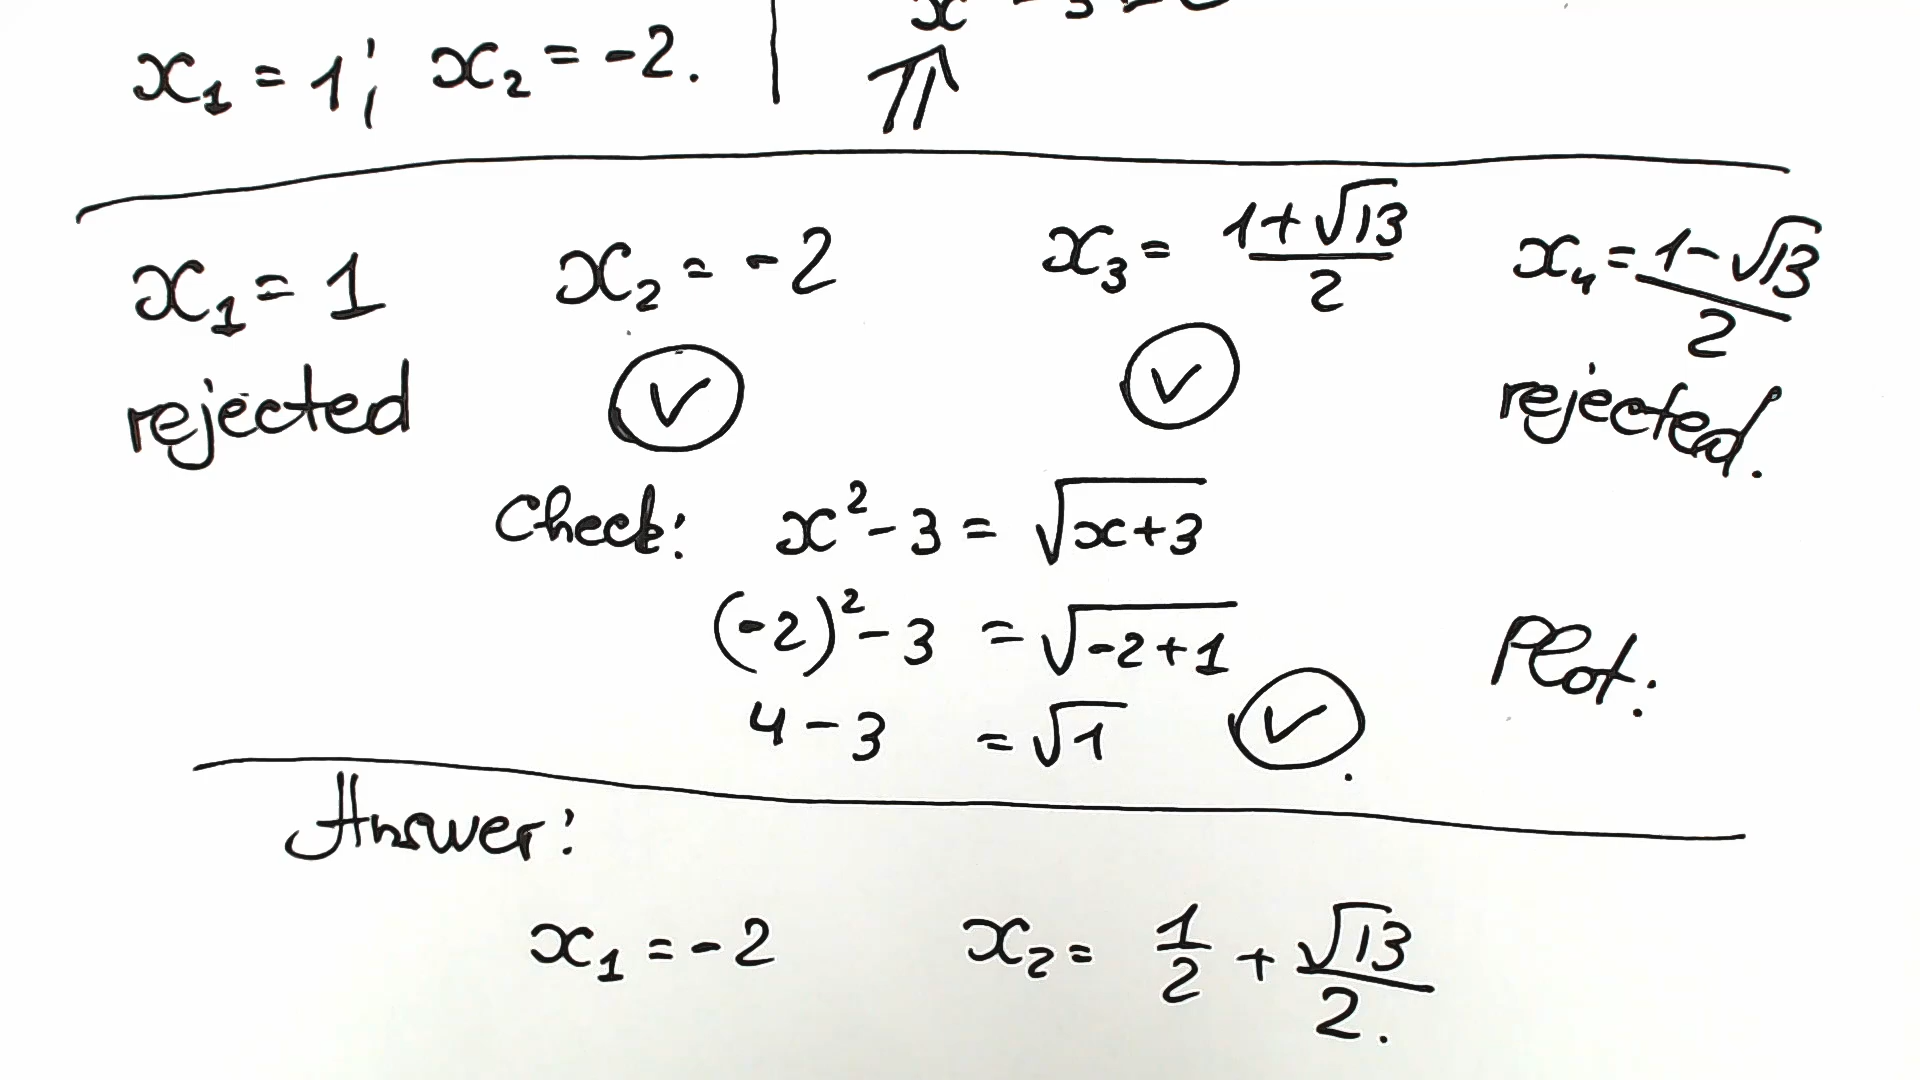 x₁ = 1; x₂ = -2.
x₁ = 1 x₂ = -2 x₃ = (1+√13)/2 x₄ = (1-√13)/2
rejected ✓ ✓ rejected.
Check: x² - 3 = √(x+3)
(-2)² - 3 = √(-2+1)
Plot:
4 - 3 = √1 ✓.
Answer:
x₁ = -2 x₂ = 1/2 + √13/2.